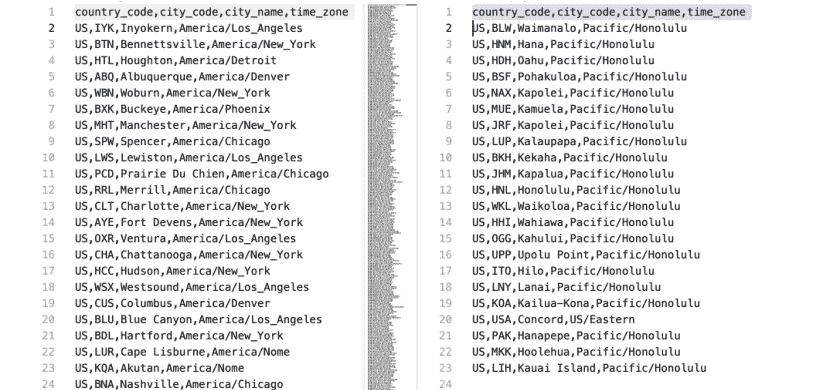 1 country_code,city_code,city_name,time_zone
2 US,IYK,Inyokern,America/Los_Angeles
3 US,BTN,Bennettsville,America/New_York
4 US,HTL,Houghton,America/Detroit
5 US,ABQ,Albuquerque,America/Denver
6 US,WBN,Woburn,America/New_York
7 US,BXK,Buckeye,America/Phoenix
8 US,MHT,Manchester,America/New_York
9 US,SPW,Spencer,America/Chicago
10 US,LWS,Lewiston,America/Los_Angeles
11 US,PCD,Prairie Du Chien,America/Chicago
12 US,RRL,Merrill,America/Chicago
13 US,CLT,Charlotte,America/New_York
14 US,AYE,Fort Devens,America/New_York
15 US,OXR,Ventura,America/Los_Angeles
16 US,CHA,Chattanooga,America/New_York
17 US,HCC,Hudson,America/New_York
18 US,WSX,Westsound,America/Los_Angeles
19 US,CUS,Columbus,America/Denver
20 US,BLU,Blue Canyon,America/Los_Angeles
21 US,BDL,Hartford,America/New_York
22 US,LUR,Cape Lisburne,America/Nome
23 US,KQA,Akutan,America/Nome
24 US,BNA,Nashville,America/Chicago
1 country_code,city_code,city_name,time_zone
2 US,BLW,Waimanalo,Pacific/Honolulu
3 US,HNM,Hana,Pacific/Honolulu
4 US,HDH,Oahu,Pacific/Honolulu
5 US,BSF,Pohakuloa,Pacific/Honolulu
6 US,NAX,Kapolei,Pacific/Honolulu
7 US,MUE,Kamuela,Pacific/Honolulu
8 US,JRF,Kapolei,Pacific/Honolulu
9 US,LUP,Kalaupapa,Pacific/Honolulu
10 US,BKH,Kekaha,Pacific/Honolulu
11 US,JHM,Kapalua,Pacific/Honolulu
12 US,HNL,Honolulu,Pacific/Honolulu
13 US,WKL,Waikoloa,Pacific/Honolulu
14 US,HHI,Wahiawa,Pacific/Honolulu
15 US,OGG,Kahului,Pacific/Honolulu
16 US,UPP,Upolu Point,Pacific/Honolulu
17 US,ITO,Hilo,Pacific/Honolulu
18 US,LNY,Lanai,Pacific/Honolulu
19 US,KOA,Kailua-Kona,Pacific/Honolulu
20 US,USA,Concord,US/Eastern
21 US,PAK,Hanapepe,Pacific/Honolulu
22 US,MKK,Hoolehua,Pacific/Honolulu
23 US,LIH,Kauai Island,Pacific/Honolulu
24